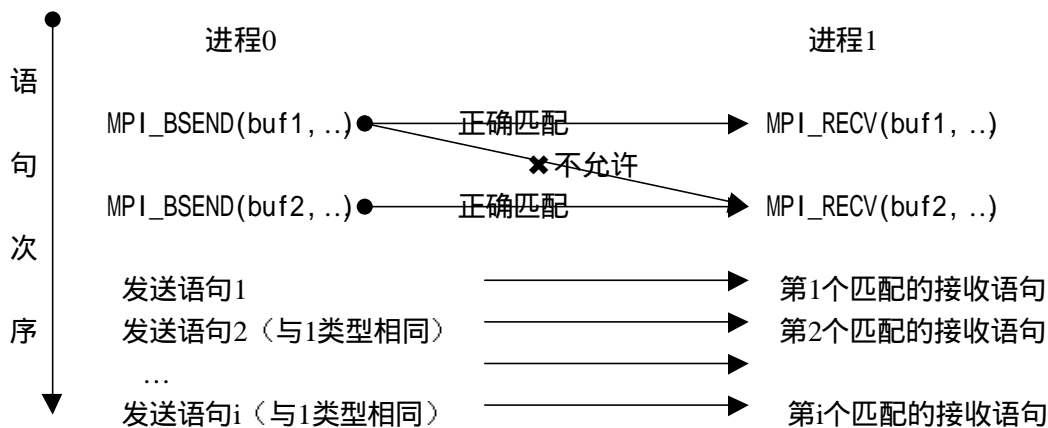 进程0 进程1
语
MPI_BSEND(buf1, ..) 正确匹配 MPI_RECV(buf1, ..)
句 ✖不允许
MPI_BSEND(buf2, ..) 正确匹配 MPI_RECV(buf2, ..)
次
发送语句1 第1个匹配的接收语句
序 发送语句2（与1类型相同） 第2个匹配的接收语句
…
发送语句i（与1类型相同） 第i个匹配的接收语句